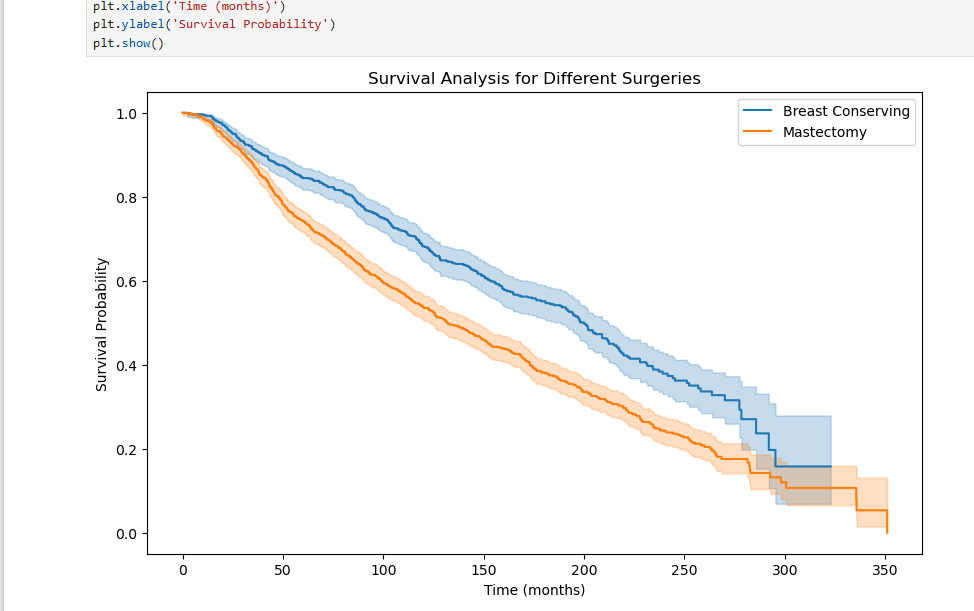 plt.xlabel('Time (months)')
plt.ylabel('Survival Probability')
plt.show()
Survival Analysis for Different Surgeries
Breast Conserving
Mastectomy
1.0
0.8
0.6
0.4
0.2
0.0
Survival Probability
0 50 100 150 200 250 300 350
Time (months)